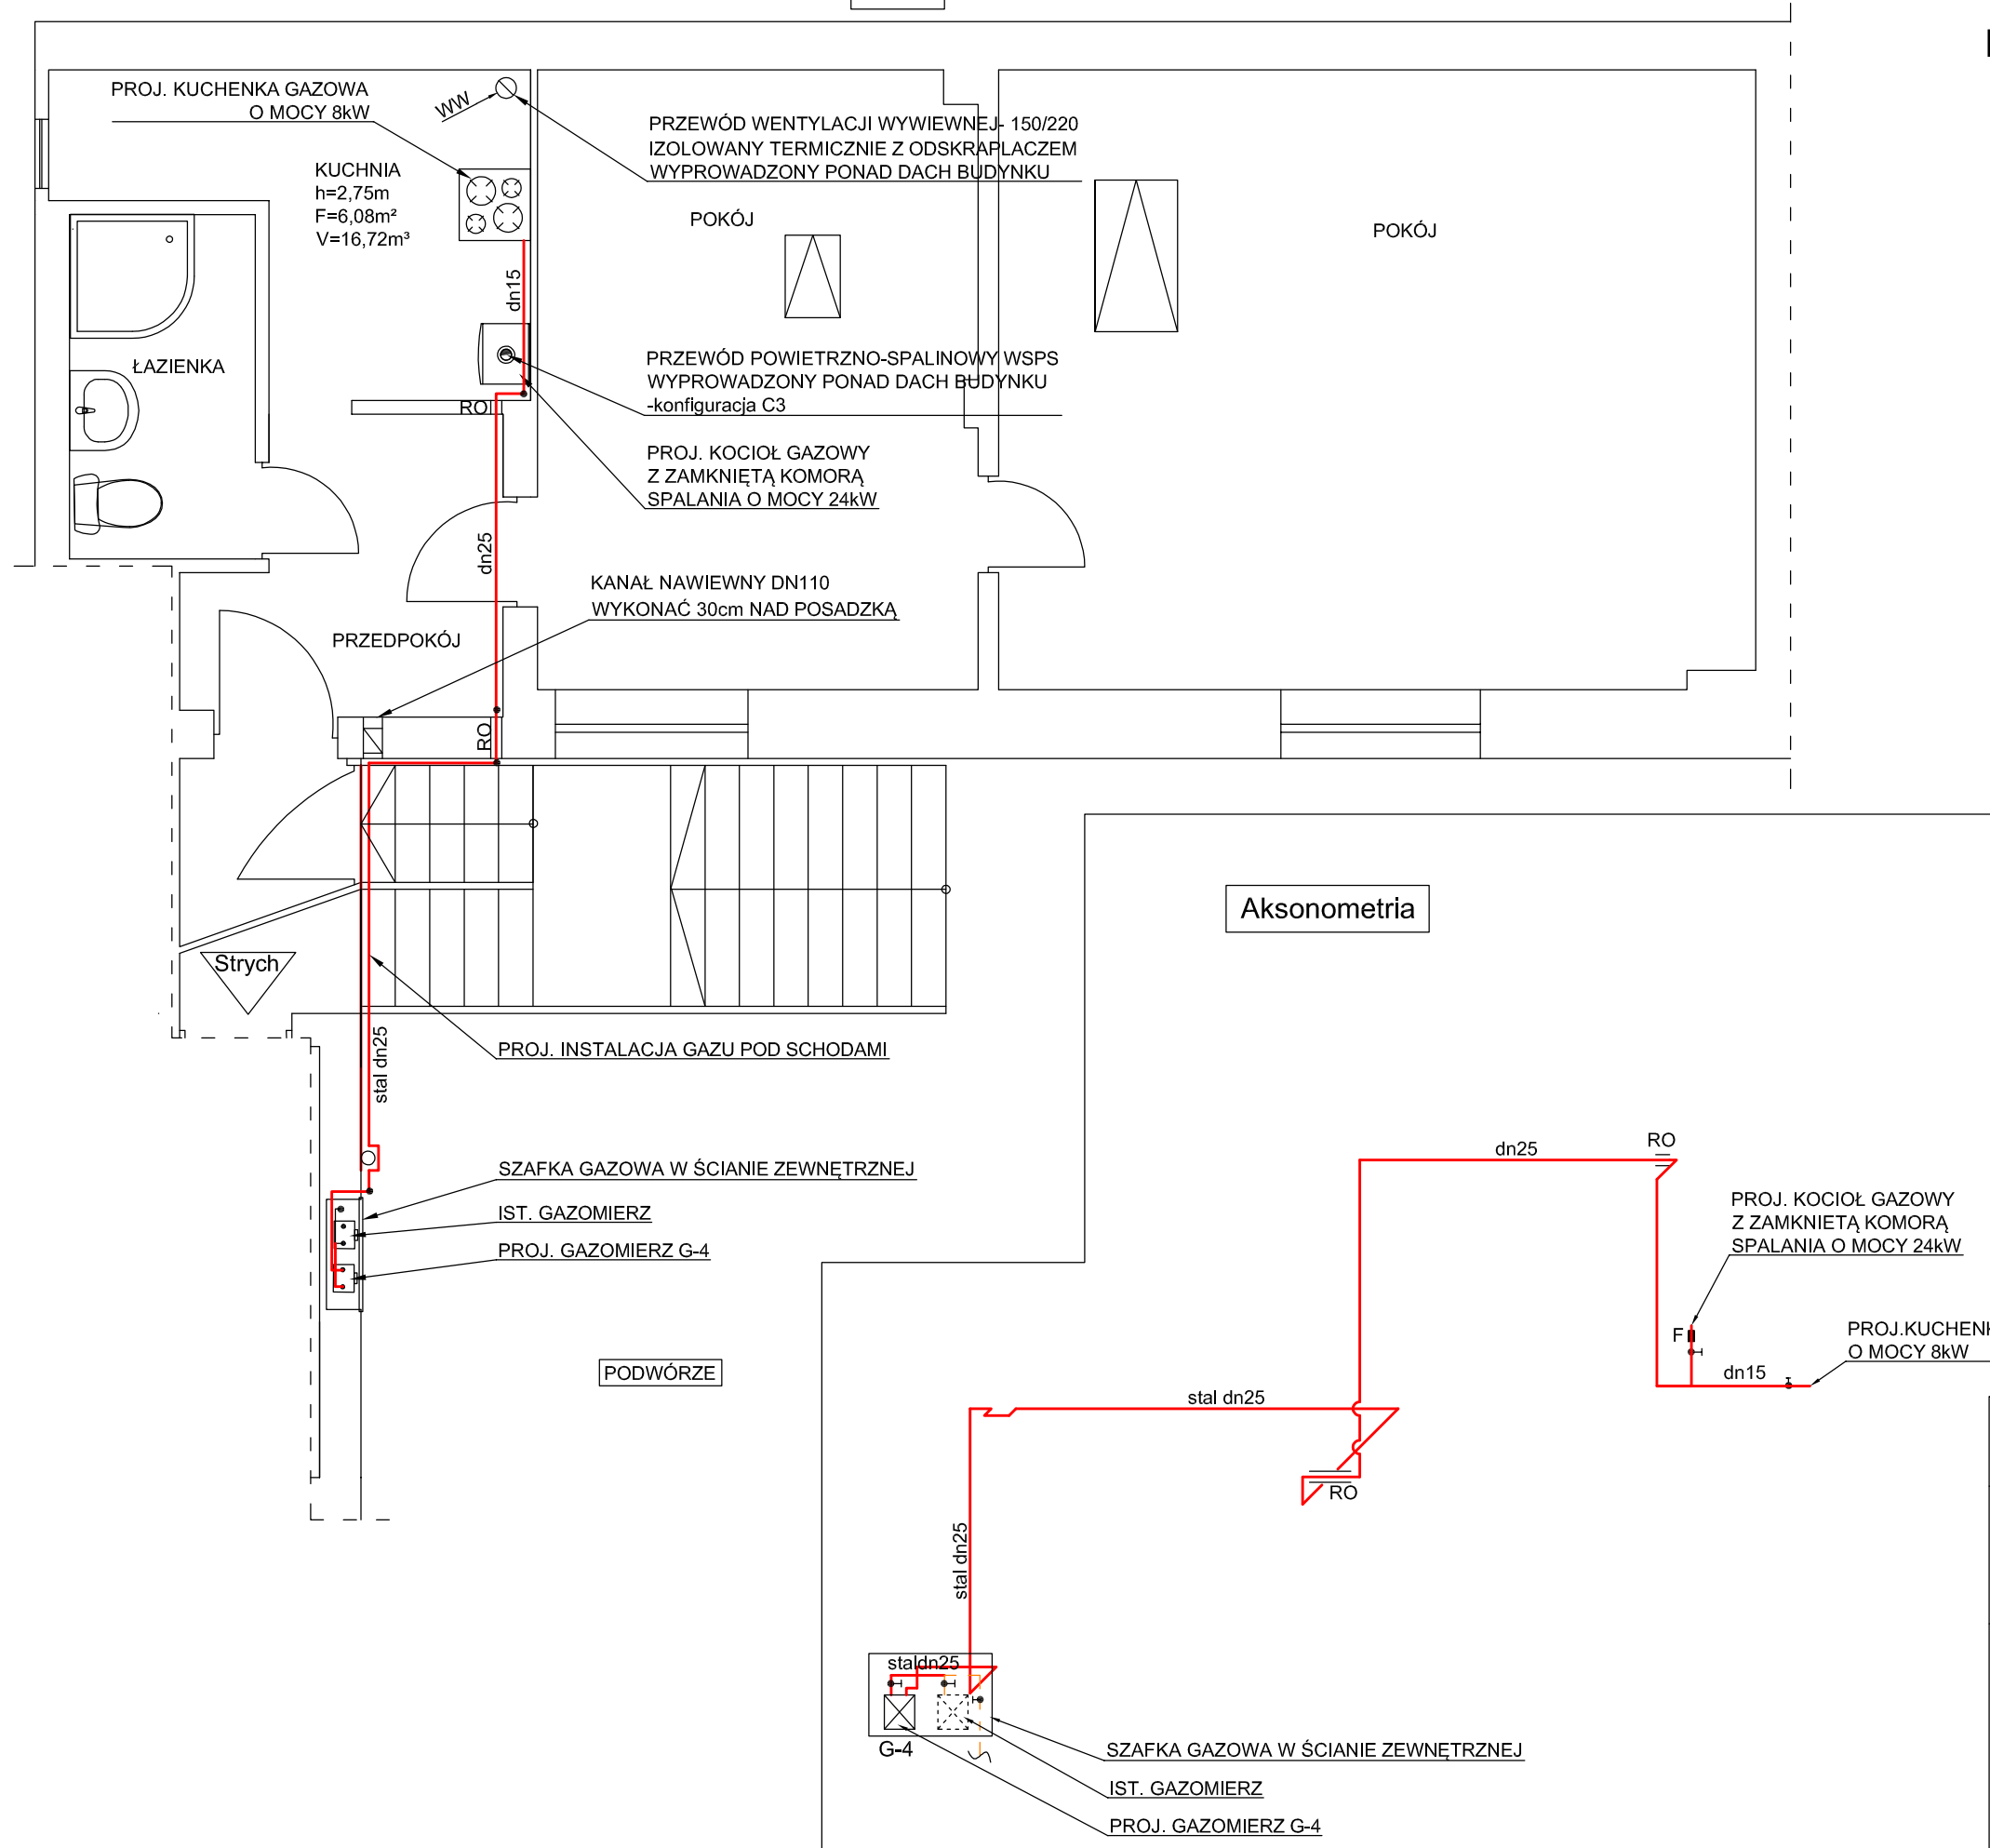 PROJ. KUCHENKA GAZOWA
O MOCY 8kW
WW
PRZEWÓD WENTYLACJI WYWIEWNEJ- 150/220
IZOLOWANY TERMICZNIE Z ODSKRAPLACZEM
WYPROWADZONY PONAD DACH BUDYNKU
KUCHNIA
h=2,75m
F=6,08m²
V=16,72m³
POKÓJ
POKÓJ
dn15
ŁAZIENKA
PRZEWÓD POWIETRZNO-SPALINOWY WSPS
WYPROWADZONY PONAD DACH BUDYNKU
-konfiguracja C3
RO
PROJ. KOCIOŁ GAZOWY
Z ZAMKNIĘTĄ KOMORĄ
SPALANIA O MOCY 24kW
dn25
KANAŁ NAWIEWNY DN110
WYKONAĆ 30cm NAD POSADZKĄ
PRZEDPOKÓJ
RO
Strych
PROJ. INSTALACJA GAZU POD SCHODAMI
stal dn25
SZAFKA GAZOWA W ŚCIANIE ZEWNĘTRZNEJ
IST. GAZOMIERZ
PROJ. GAZOMIERZ G-4
PODWÓRZE
Aksonometria
dn25
RO
PROJ. KOCIOŁ GAZOWY
Z ZAMKNIETĄ KOMORĄ
SPALANIA O MOCY 24kW
F
PROJ.KUCHENK
O MOCY 8kW
dn15
stal dn25
RO
stal dn25
staldn25
G-4
SZAFKA GAZOWA W ŚCIANIE ZEWNĘTRZNEJ
IST. GAZOMIERZ
PROJ. GAZOMIERZ G-4